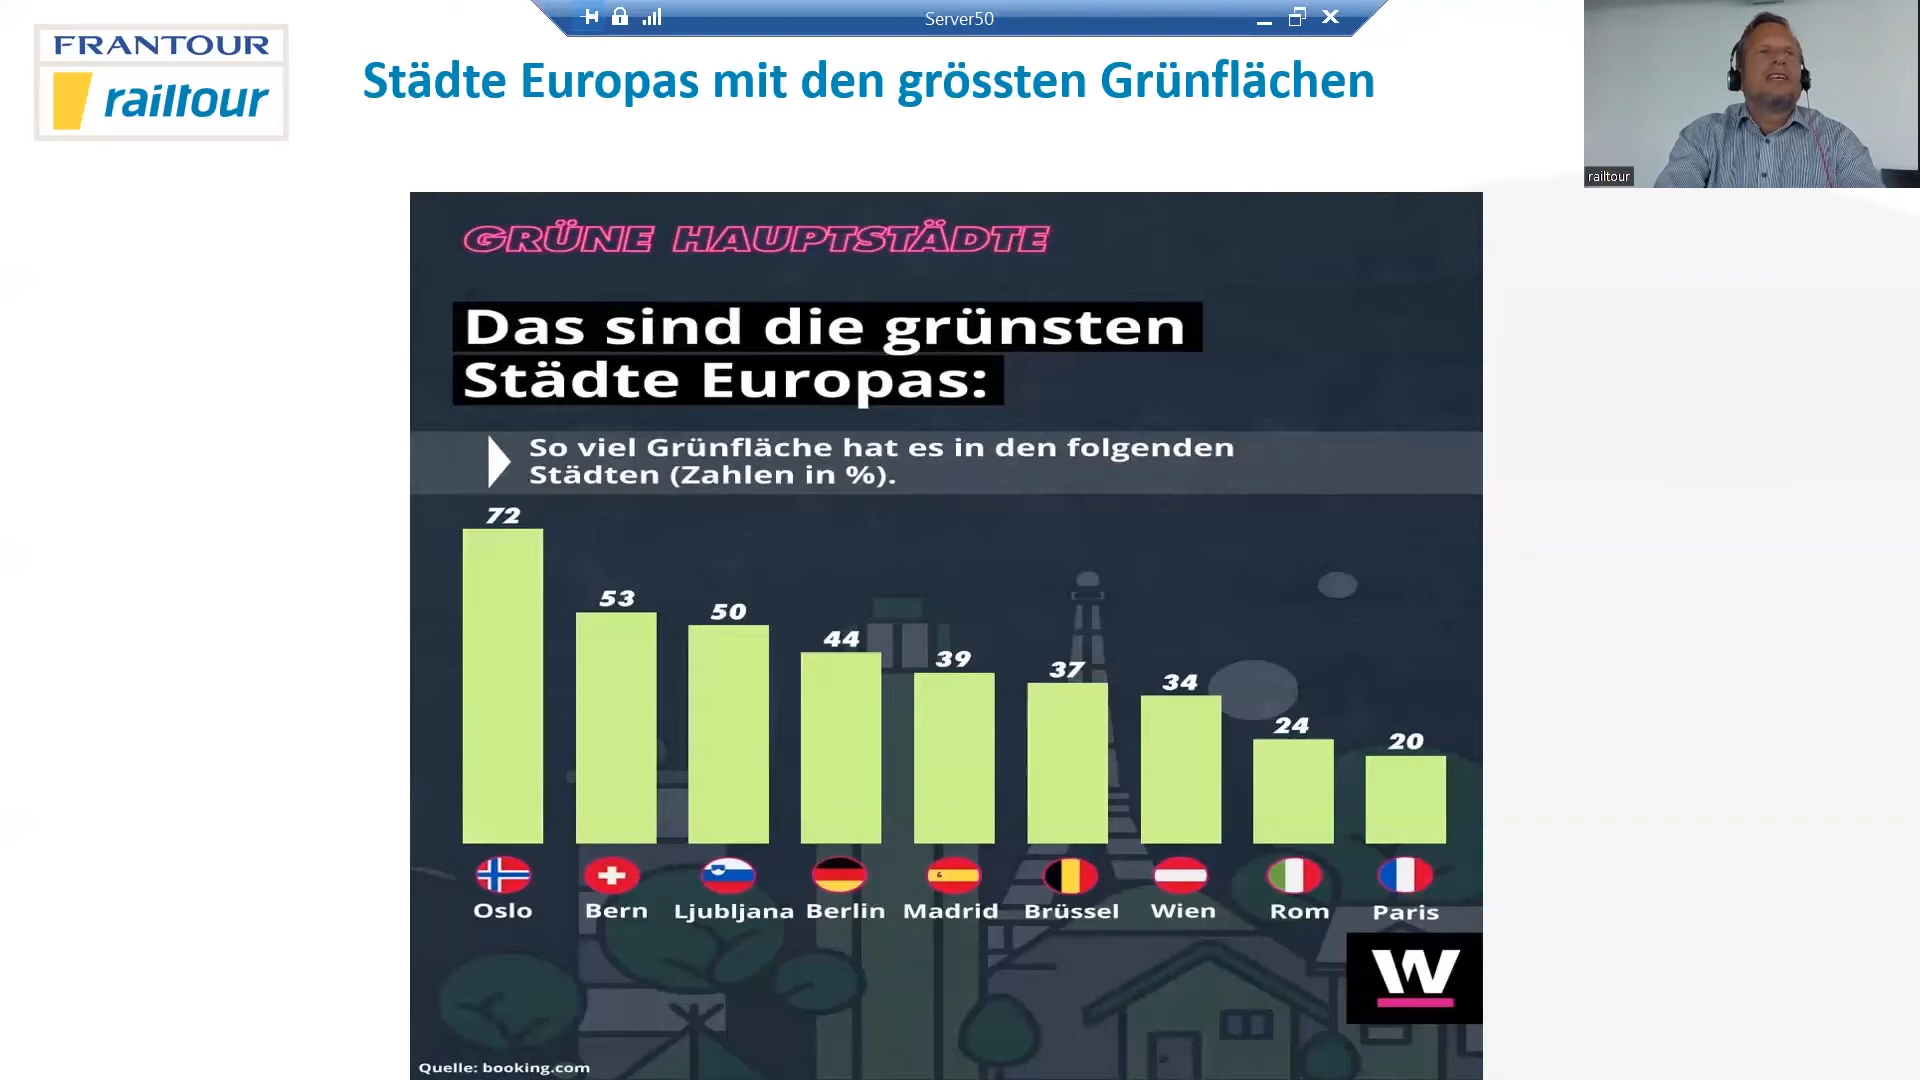 Server50
FRANTOUR
railtour
Städte Europas mit den grössten Grünflächen
railtour
GRÜNE HAUPTSTÄDTE
Das sind die grünsten
Städte Europas:
So viel Grünfläche hat es in den folgenden
Städten (Zahlen in %).
72
53
50
44
39
37
34
24
20
Oslo
Bern
Ljubljana
Berlin
Madrid
Brüssel
Wien
Rom
Paris
W
Quelle: booking.com